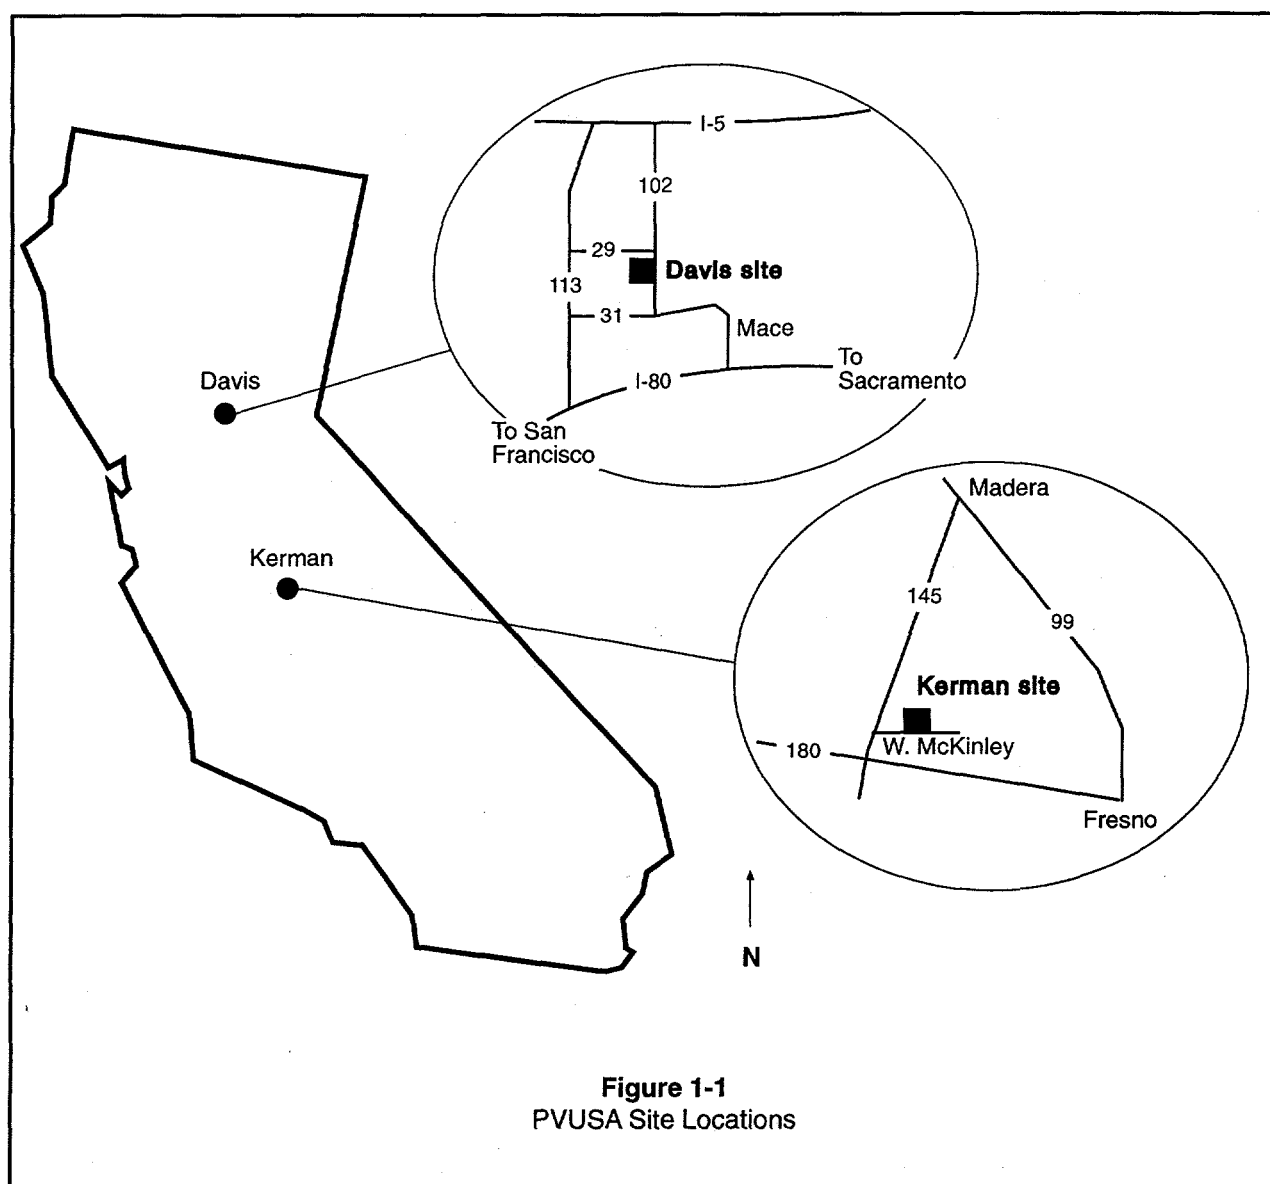 I-5
102
29
Davis site
113
31
Mace
To
Sacramento
I-80
To San
Francisco
Davis
Kerman
Madera
145
99
Kerman site
W. McKinley
180
Fresno
N
Figure 1-1
PVUSA Site Locations